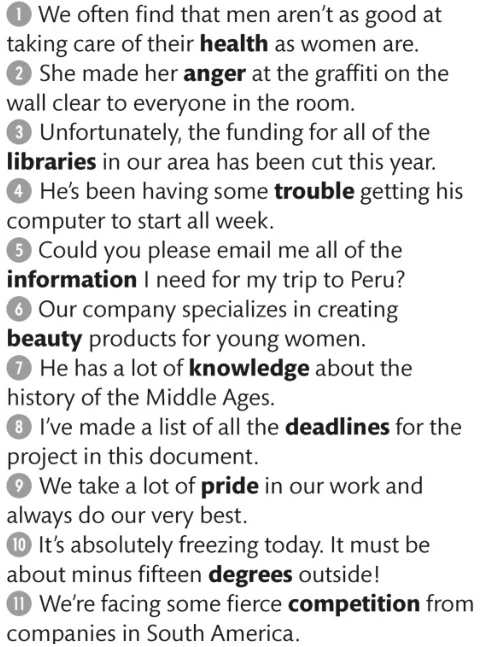 1 We often find that men aren't as good at
taking care of their health as women are.
2 She made her anger at the graffiti on the
wall clear to everyone in the room.
3 Unfortunately, the funding for all of the
libraries in our area has been cut this year.
4 He's been having some trouble getting his
computer to start all week.
5 Could you please email me all of the
information I need for my trip to Peru?
6 Our company specializes in creating
beauty products for young women.
7 He has a lot of knowledge about the
history of the Middle Ages.
8 I've made a list of all the deadlines for the
project in this document.
9 We take a lot of pride in our work and
always do our very best.
10 It's absolutely freezing today. It must be
about minus fifteen degrees outside!
11 We're facing some fierce competition from
companies in South America.